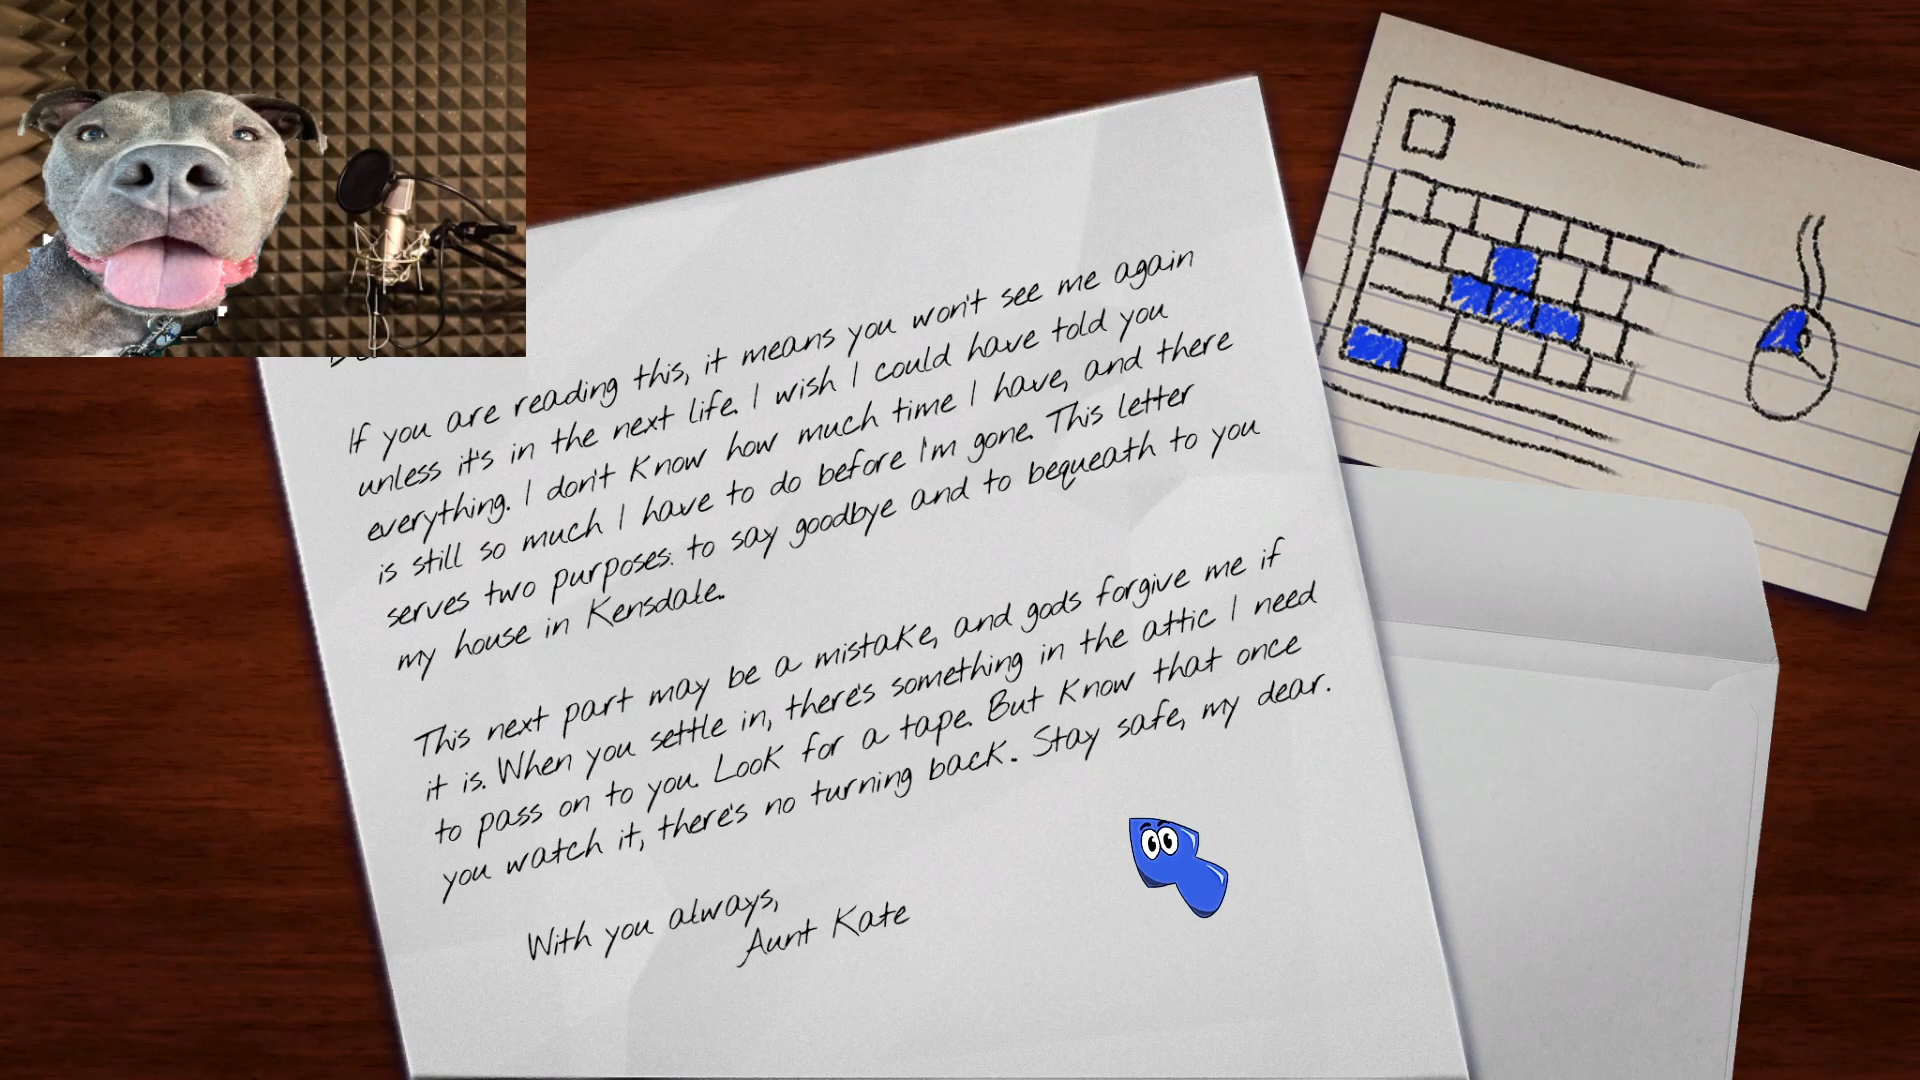 If you are reading this, it means you won't see me again
unless it's in the next life. I wish I could have told you
everything. I don't know how much time I have, and there
is still so much I have to do before I'm gone. This letter
serves two purposes: to say goodbye and to bequeath to you
my house in Kensdale.
This next part may be a mistake, and gods forgive me if
it is. When you settle in, there's something in the attic I need
to pass on to you. Look for a tape. But know that once
you watch it, there's no turning back. Stay safe, my dear.
With you always,
Aunt Kate